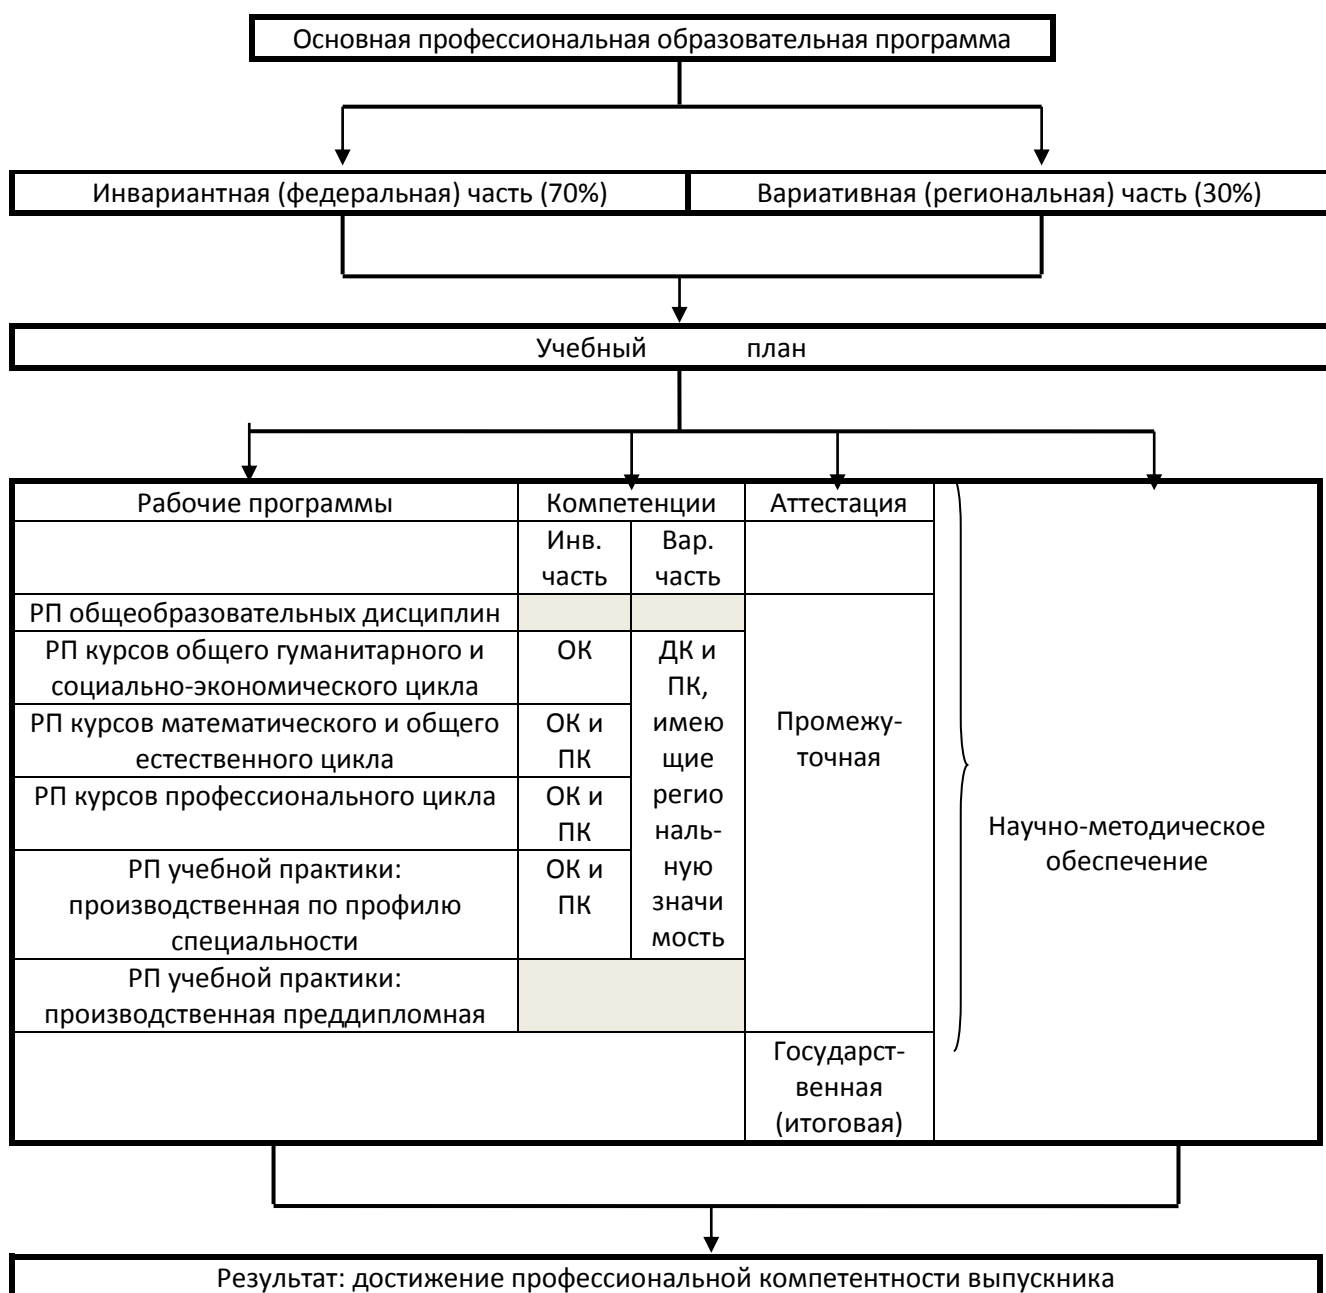 Основная профессиональная образовательная программа
Инвариантная (федеральная) часть (70%)
Вариативная (региональная) часть (30%)
Учебный план
Рабочие программы
Компетенции
Аттестация
Инв.
часть
Вар.
часть
РП общеобразовательных дисциплин
РП курсов общего гуманитарного и
социально-экономического цикла
ОК
РП курсов математического и общего
естественного цикла
ОК и
ПК
РП курсов профессионального цикла
ОК и
ПК
РП учебной практики:
производственная по профилю
специальности
ОК и
ПК
ДК и
ПК,
имею
щие
регио
наль-
ную
значи
мость
РП учебной практики:
производственная преддипломная
Промежу-
точная
Государст-
венная
(итоговая)
Научно-методическое
обеспечение
Результат: достижение профессиональной компетентности выпускника